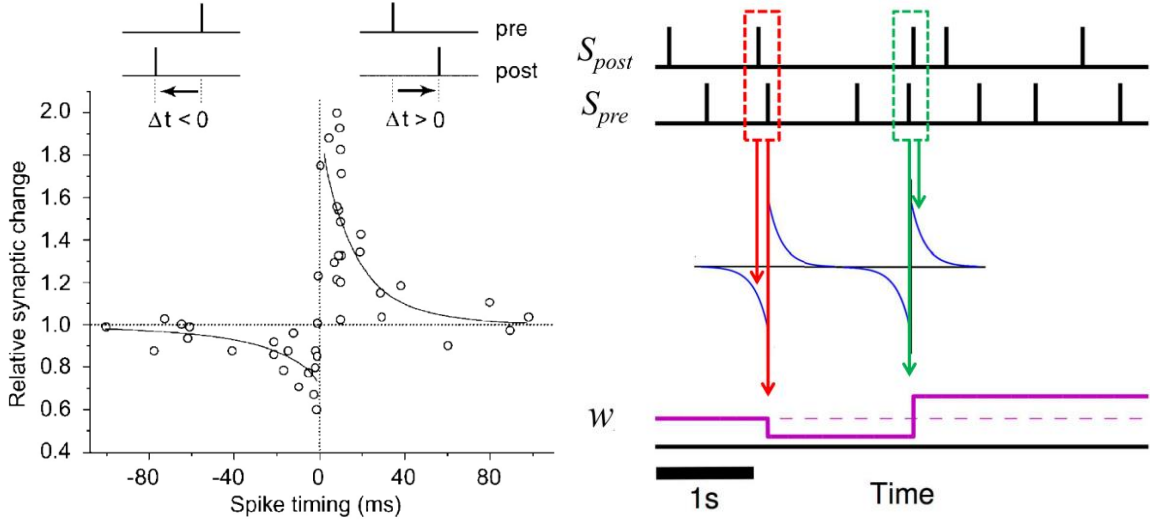 pre
post
Δt < 0
Δt > 0
2.0
1.8
1.6
1.4
1.2
1.0
0.8
0.6
0.4
Relative synaptic change
-80 -40 0 40 80
Spike timing (ms)
S_post
S_pre
w
1s
Time